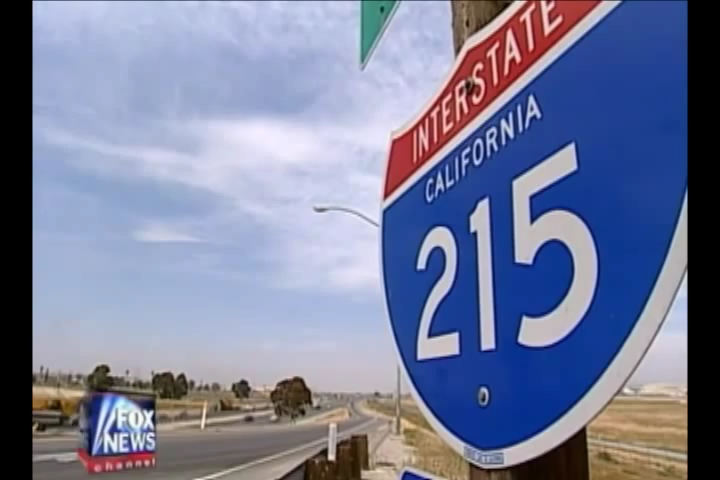 INTERSTATE
CALIFORNIA
215
FOX
NEWS
channel